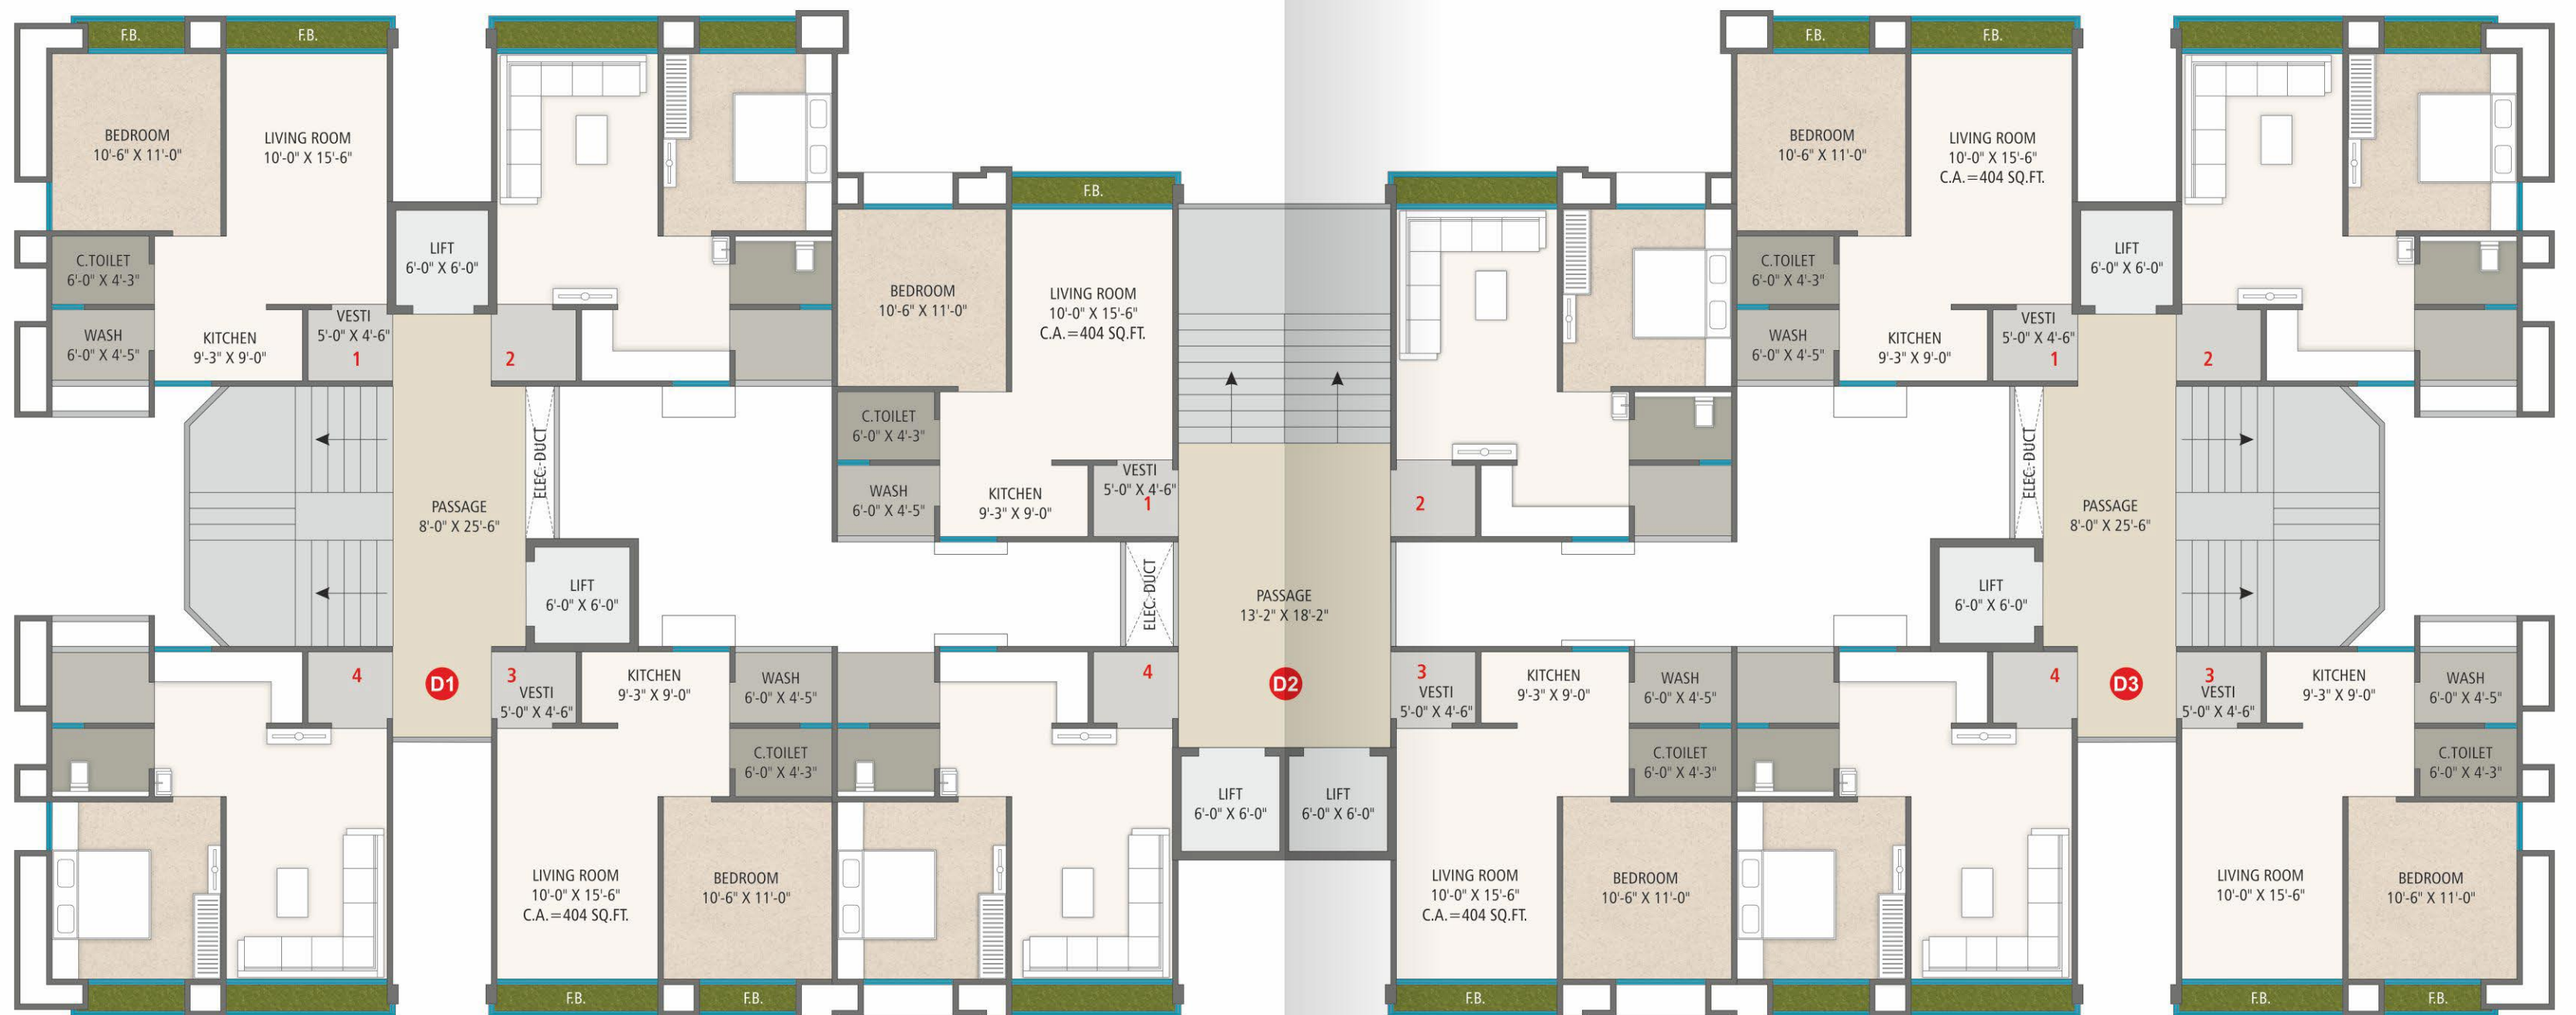 F.B.
F.B.
BEDROOM
10'-6" X 11'-0"
LIVING ROOM
10'-0" X 15'-6"
C.TOILET
6'-0" X 4'-3"
WASH
6'-0" X 4'-5"
KITCHEN
9'-3" X 9'-0"
VESTI
5'-0" X 4'-6"
1
LIFT
6'-0" X 6'-0"
2
PASSAGE
8'-0" X 25'-6"
ELEC. DUCT
LIFT
6'-0" X 6'-0"
4
D1
3
VESTI
5'-0" X 4'-6"
KITCHEN
9'-3" X 9'-0"
WASH
6'-0" X 4'-5"
C.TOILET
6'-0" X 4'-3"
LIVING ROOM
10'-0" X 15'-6"
C.A.=404 SQ.FT.
BEDROOM
10'-6" X 11'-0"
F.B.
F.B.
F.B.
BEDROOM
10'-6" X 11'-0"
LIVING ROOM
10'-0" X 15'-6"
C.A.=404 SQ.FT.
C.TOILET
6'-0" X 4'-3"
WASH
6'-0" X 4'-5"
KITCHEN
9'-3" X 9'-0"
VESTI
5'-0" X 4'-6"
1
2
ELEC. DUCT
PASSAGE
13'-2" X 18'-2"
4
D2
3
VESTI
5'-0" X 4'-6"
KITCHEN
9'-3" X 9'-0"
WASH
6'-0" X 4'-5"
C.TOILET
6'-0" X 4'-3"
LIFT
6'-0" X 6'-0"
LIFT
6'-0" X 6'-0"
LIVING ROOM
10'-0" X 15'-6"
C.A.=404 SQ.FT.
BEDROOM
10'-6" X 11'-0"
F.B.
F.B.
F.B.
BEDROOM
10'-6" X 11'-0"
LIVING ROOM
10'-0" X 15'-6"
C.A.=404 SQ.FT.
C.TOILET
6'-0" X 4'-3"
WASH
6'-0" X 4'-5"
KITCHEN
9'-3" X 9'-0"
VESTI
5'-0" X 4'-6"
1
LIFT
6'-0" X 6'-0"
2
ELEC. DUCT
PASSAGE
8'-0" X 25'-6"
LIFT
6'-0" X 6'-0"
4
D3
3
VESTI
5'-0" X 4'-6"
KITCHEN
9'-3" X 9'-0"
WASH
6'-0" X 4'-5"
C.TOILET
6'-0" X 4'-3"
LIVING ROOM
10'-0" X 15'-6"
BEDROOM
10'-6" X 11'-0"
F.B.
F.B.